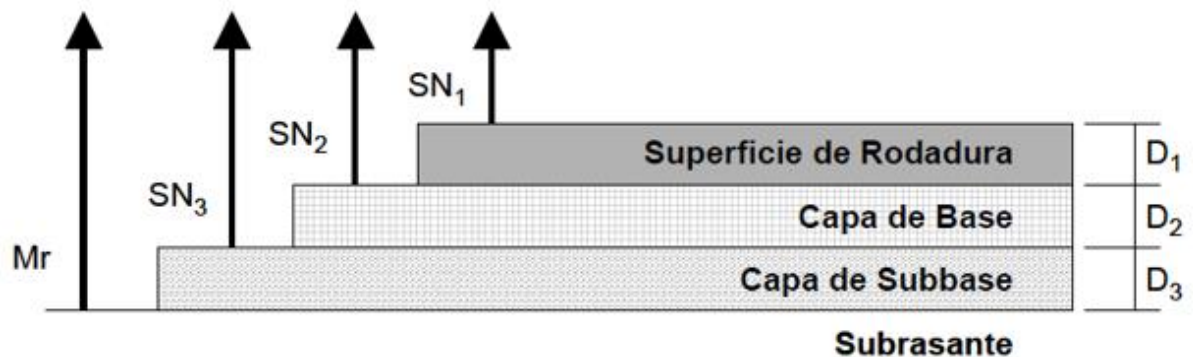 SN1
Superficie de Rodadura
D1
SN2
Capa de Base
D2
SN3
Mr
Capa de Subbase
D3
Subrasante